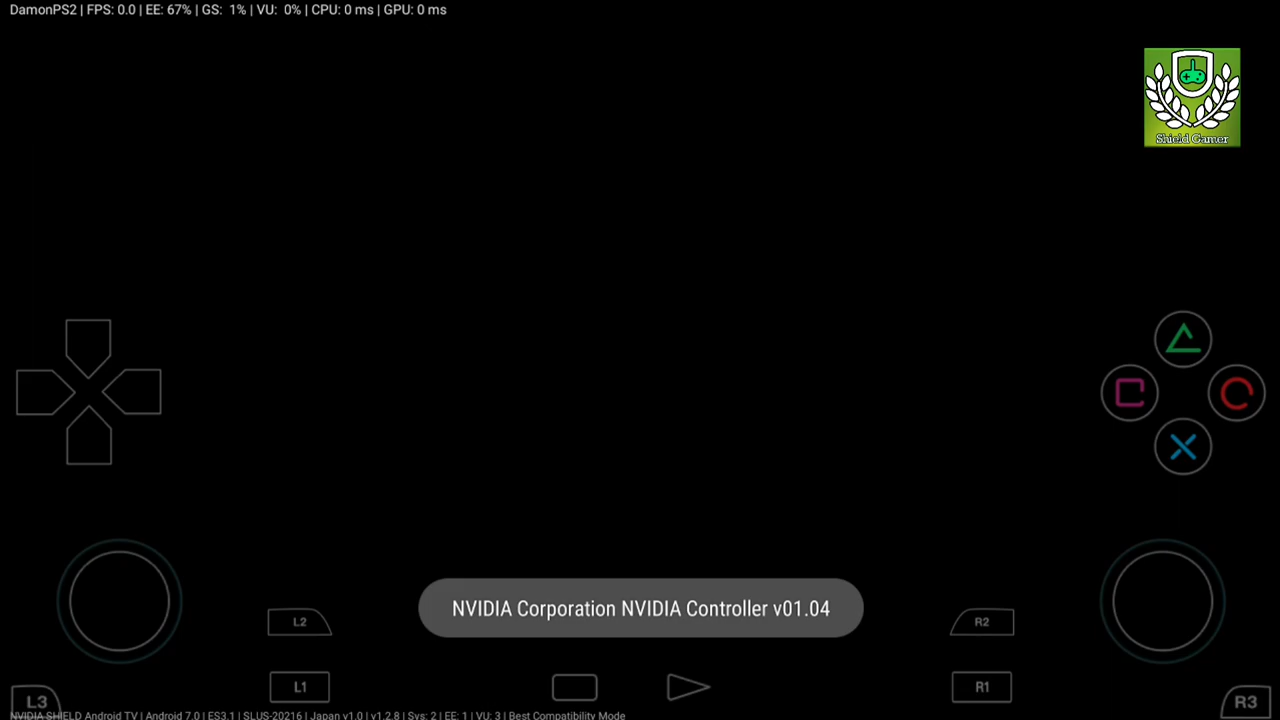 DamonPS2 | FPS: 0.0 | EE: 67% | GS: 1% | VU: 0% | CPU: 0 ms | GPU: 0 ms
Shield Gamer
NVIDIA Corporation NVIDIA Controller v01.04
L2
R2
L1
R1
L3
R3
NVIDIA SHIELD Android TV | Android 7.0 | ES3.1 | SLUS-20216 | Japan v1.0 | v1.2.8 | Sys: 2 | EE: 1 | VU: 3 | Best Compatibility Mode